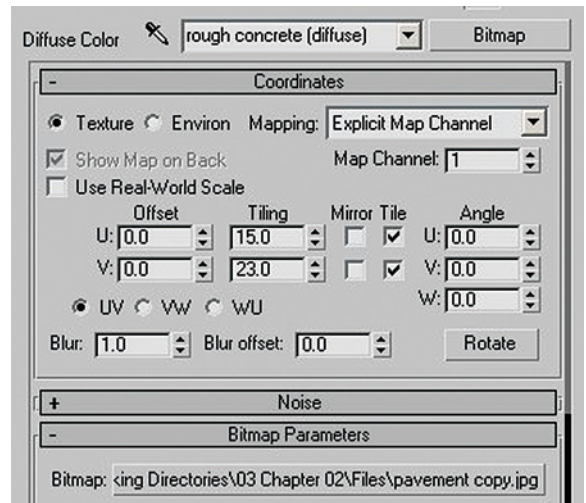 Diffuse Color rough concrete (diffuse) Bitmap
- Coordinates
Texture Environ Mapping: Explicit Map Channel
Show Map on Back Map Channel: 1
Use Real-World Scale
Offset Tiling Mirror Tile Angle
U: 0.0 15.0 U: 0.0
V: 0.0 23.0 V: 0.0
W: 0.0
UV VW WU
Blur: 1.0 Blur offset: 0.0 Rotate
+ Noise
- Bitmap Parameters
Bitmap: king Directories\03 Chapter 02\Files\pavement copy.jpg